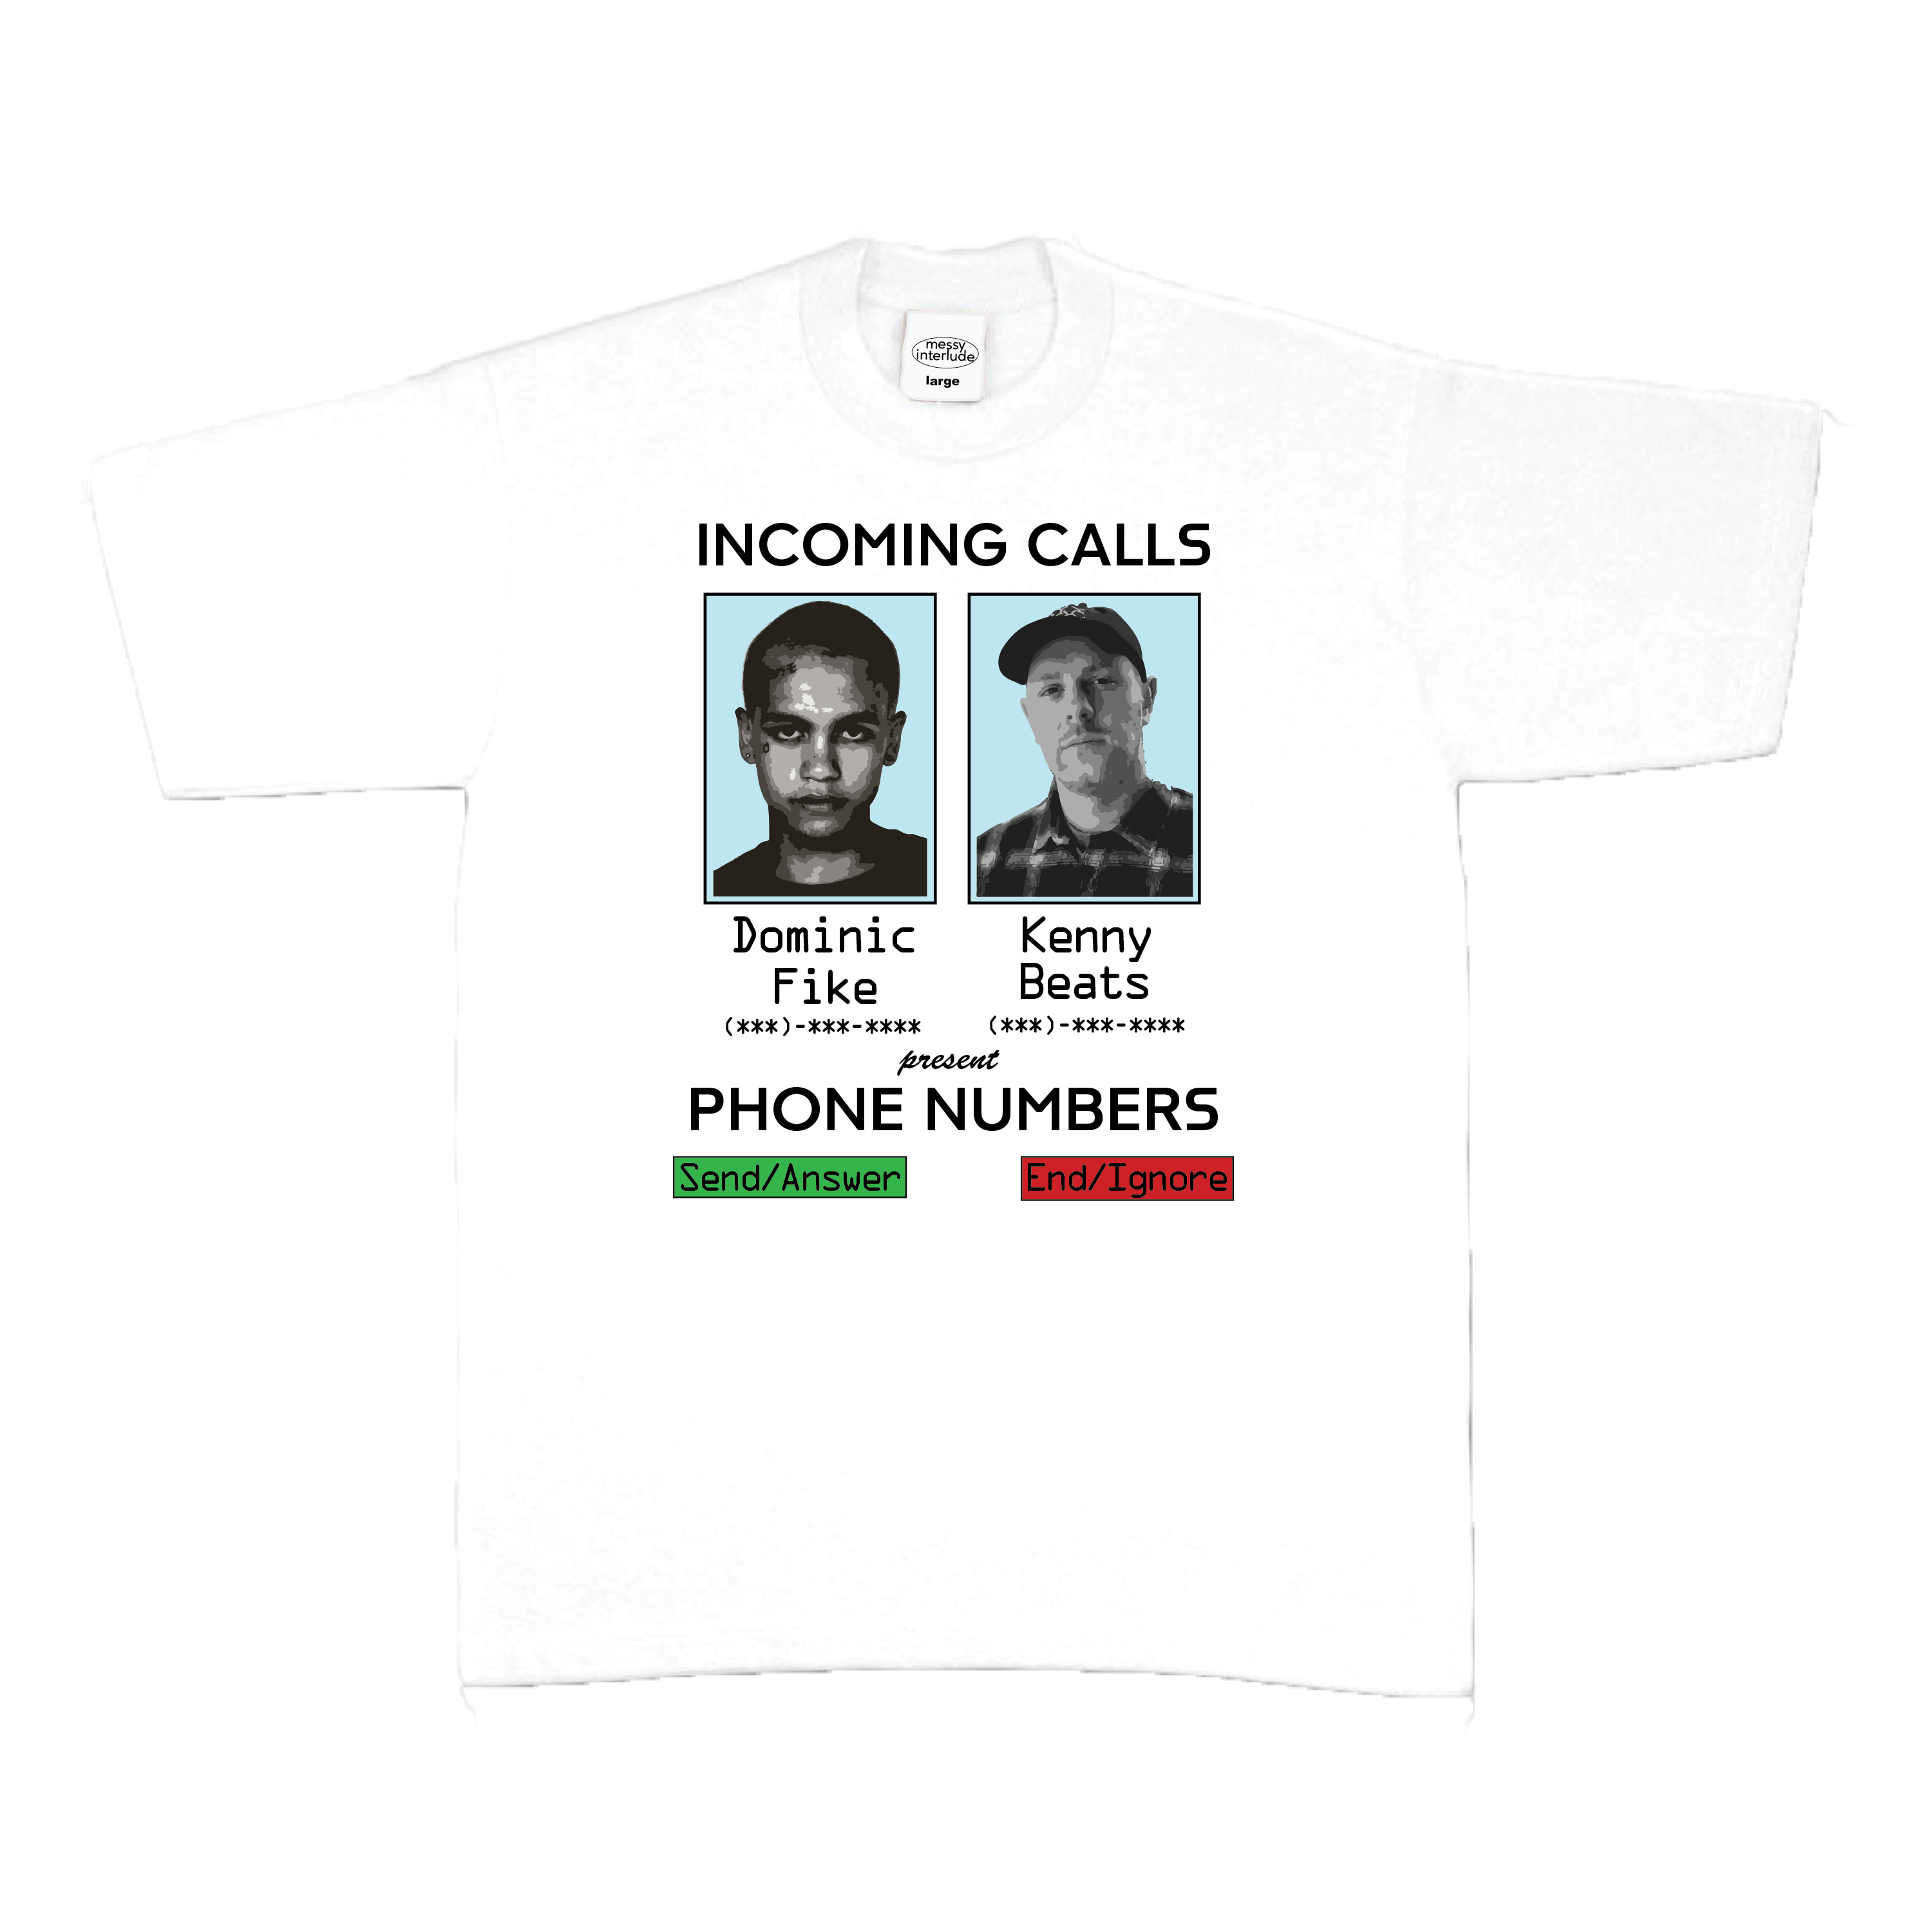 messy
interlude
large
INCOMING CALLS
Dominic
Fike
(***)-***-****
Kenny
Beats
(***)-***-****
present
PHONE NUMBERS
Send/Answer
End/Ignore